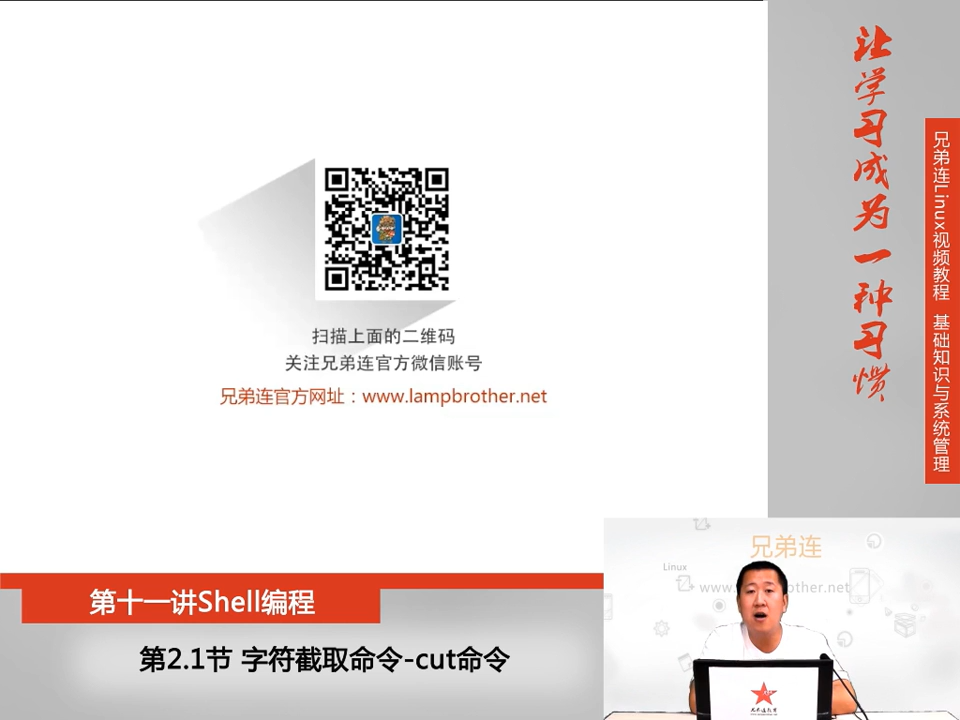 让学习成为一种习惯
兄弟连Linux视频教程 基础知识与系统管理
扫描上面的二维码
关注兄弟连官方微信账号
兄弟连官方网址：www.lampbrother.net
第十一讲Shell编程
第2.1节 字符截取命令-cut命令
兄弟连
Linux